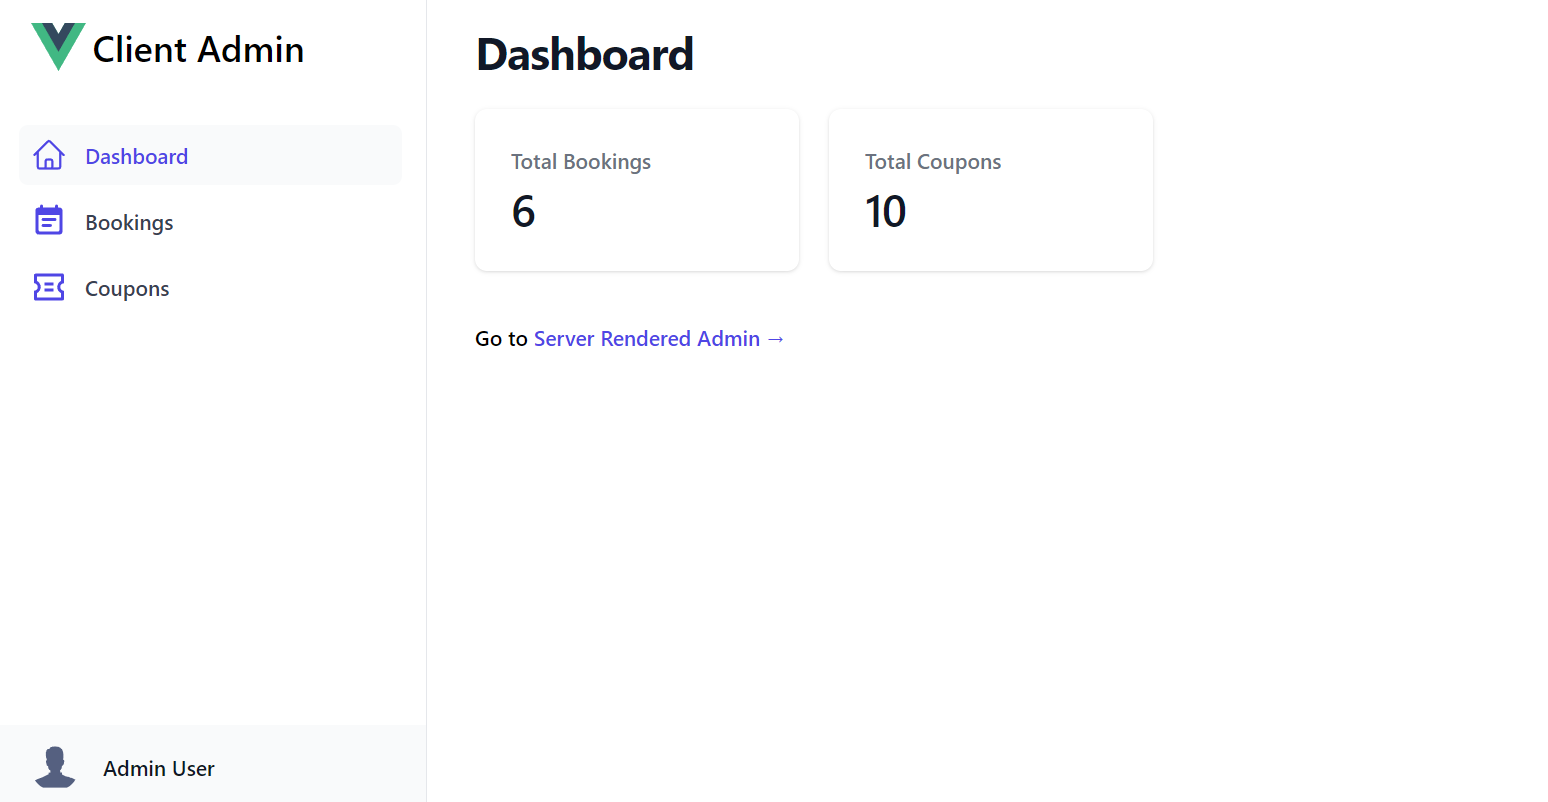 Client Admin
Dashboard
Bookings
Coupons
Admin User
Dashboard
Total Bookings
6
Total Coupons
10
Go to Server Rendered Admin →